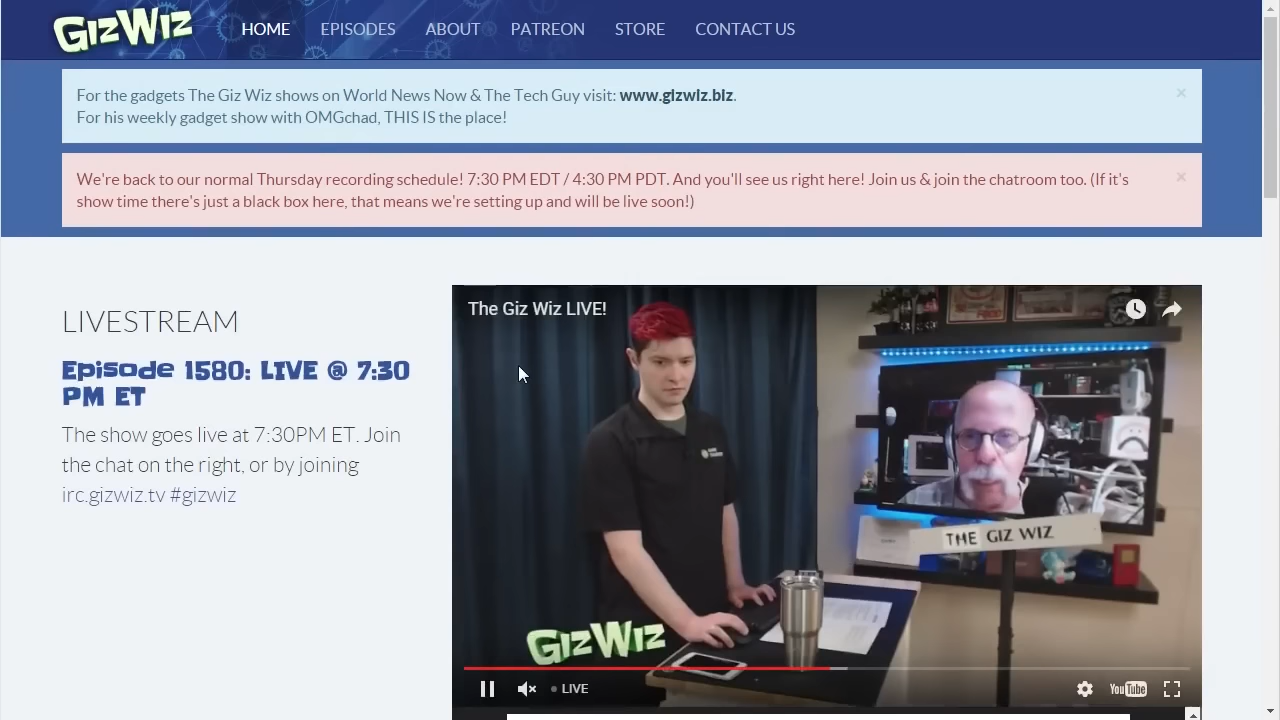 GIZWIZ
HOME EPISODES ABOUT PATREON STORE CONTACT US
For the gadgets The Giz Wiz shows on World News Now & The Tech Guy visit: www.gizwiz.biz.
For his weekly gadget show with OMGchad, THIS IS the place!
We're back to our normal Thursday recording schedule! 7:30 PM EDT / 4:30 PM PDT. And you'll see us right here! Join us & join the chatroom too. (If it's
show time there's just a black box here, that means we're setting up and will be live soon!)
LIVESTREAM
Episode 1580: LIVE @ 7:30
PM ET
The show goes live at 7:30PM ET. Join
the chat on the right, or by joining
irc.gizwiz.tv #gizwiz
The Giz Wiz LIVE!
THE GIZ WIZ
GIZWIZ
LIVE
YouTube